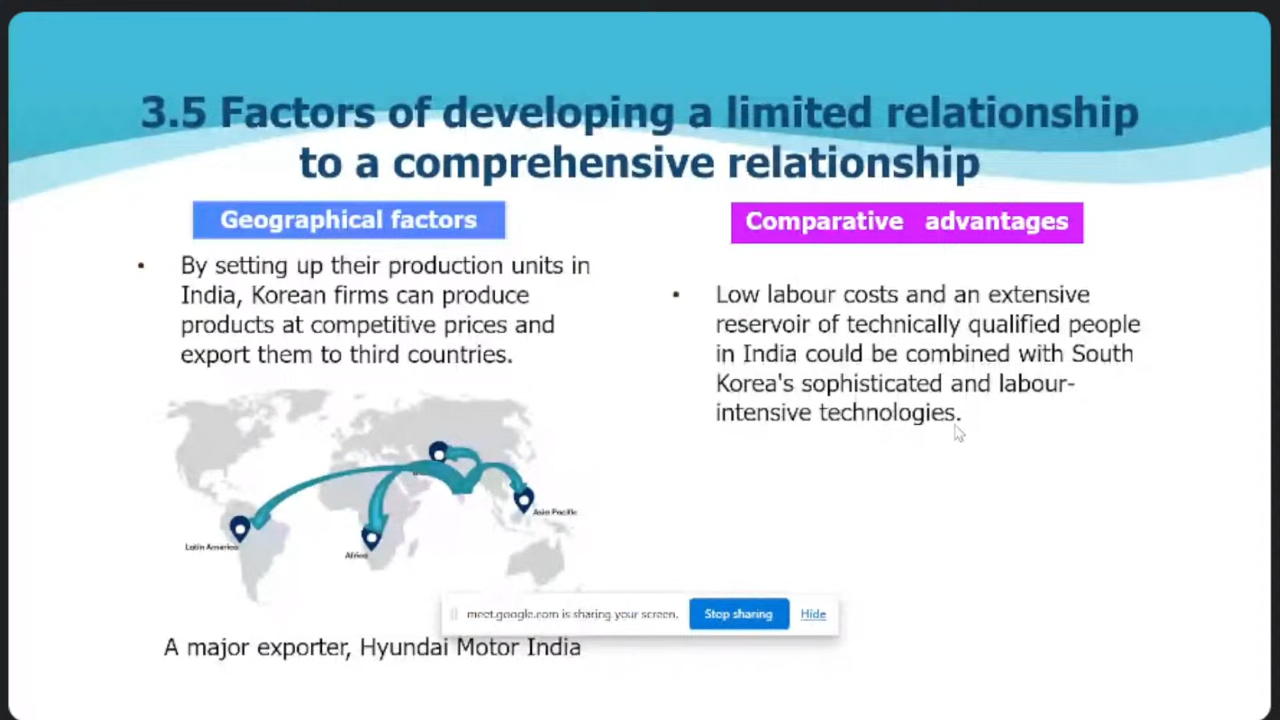 3.5 Factors of developing a limited relationship
to a comprehensive relationship
Geographical factors
• By setting up their production units in
India, Korean firms can produce
products at competitive prices and
export them to third countries.
Latin America
Africa
Asia Pacific
A major exporter, Hyundai Motor India
Comparative advantages
• Low labour costs and an extensive
reservoir of technically qualified people
in India could be combined with South
Korea's sophisticated and labour-
intensive technologies.
meet.google.com is sharing your screen.
Stop sharing
Hide